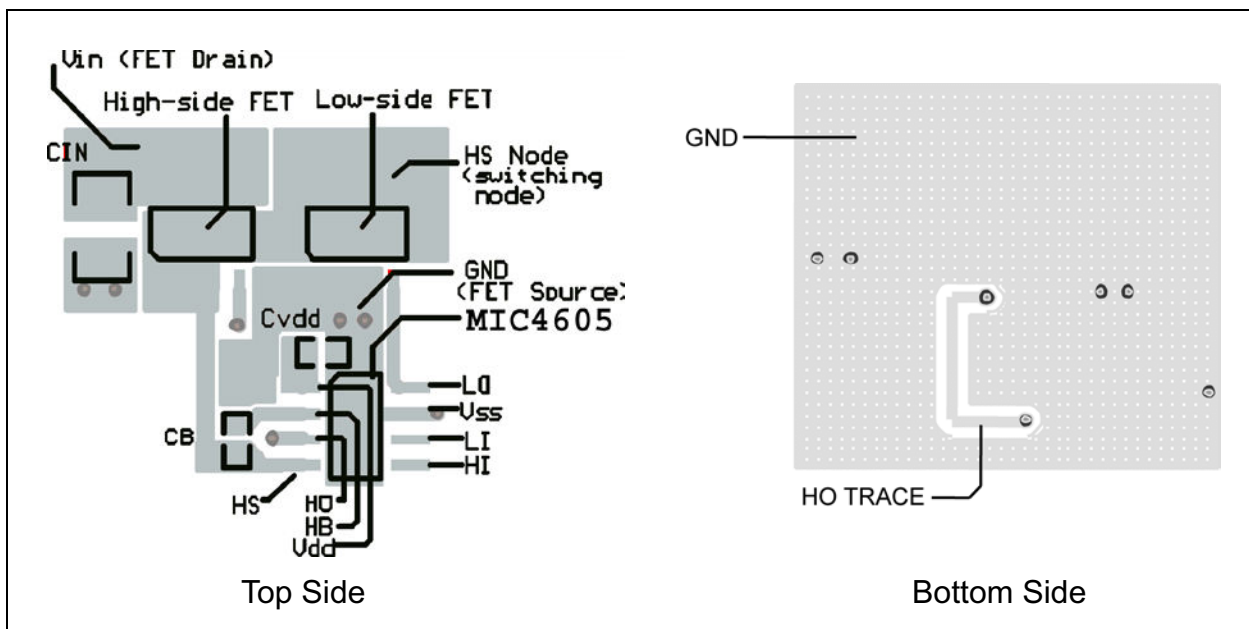 Vin (FET Drain)
High-side FET
Low-side FET
CIN
HS Node
(switching
node)
GND
(FET Source)
Cvdd
MIC4605
LO
Vss
LI
HI
CB
HS
HO
HB
Vdd
Top Side
GND
HO TRACE
Bottom Side